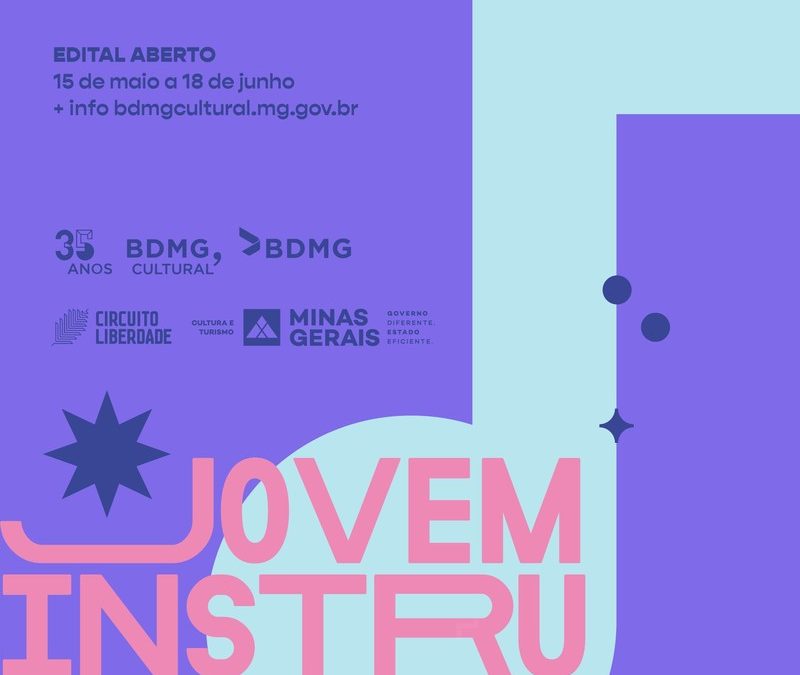 EDITAL ABERTO
15 de maio a 18 de junho
+ info bdmgcultural.mg.gov.br
35 ANOS
BDMG, CULTURAL
BDMG
CIRCUITO LIBERDADE
CULTURA E TURISMO
MINAS GERAIS
GOVERNO DIFERENTE. ESTADO EFICIENTE.
JOVEM
INSTRU